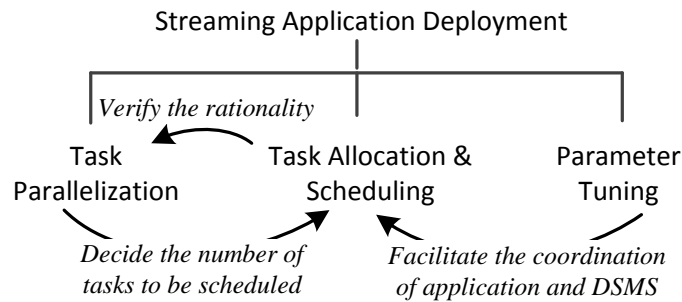 Streaming Application Deployment
Verify the rationality
Task
Parallelization
Task Allocation &
Scheduling
Parameter
Tuning
Decide the number of
tasks to be scheduled
Facilitate the coordination
of application and DSMS